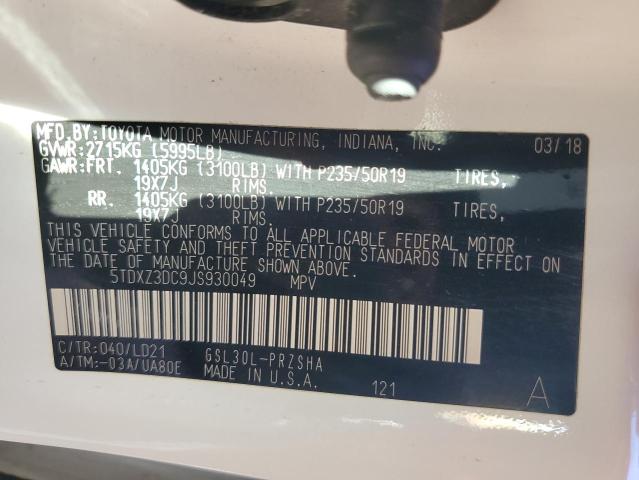 MFD.BY:TOYOTA MOTOR MANUFACTURING, INDIANA, INC. 03/18
GVWR:2715KG (5995LB)
GAWR:FRT. 1405KG (3100LB) WITH P235/50R19 TIRES,
19X7J RIMS.
RR. 1405KG (3100LB) WITH P235/50R19 TIRES,
19X7J RIMS.
THIS VEHICLE CONFORMS TO ALL APPLICABLE FEDERAL MOTOR
VEHICLE SAFETY AND THEFT PREVENTION STANDARDS IN EFFECT ON
THE DATE OF MANUFACTURE SHOWN ABOVE.
5TDXZ3DC9JS930049 MPV
C/TR:040/LD21 GSL30L-PRZSHA
A/TM:-03A/UA80E MADE IN U.S.A. 121 A